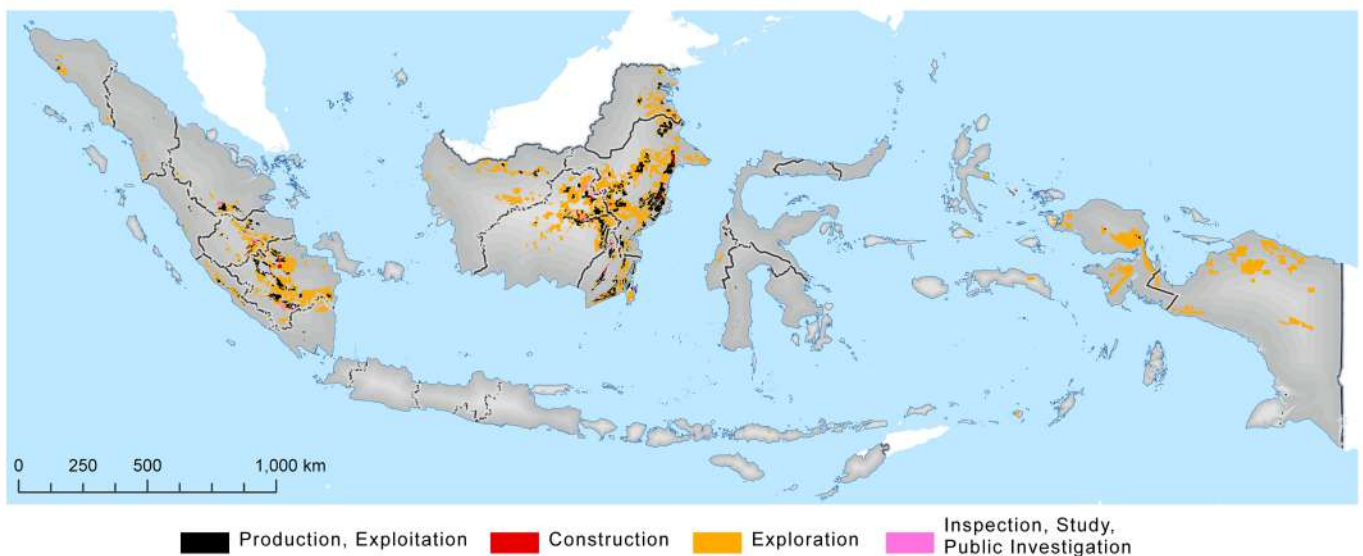 0 250 500 1,000 km
Production, Exploitation Construction Exploration Inspection, Study,
Public Investigation